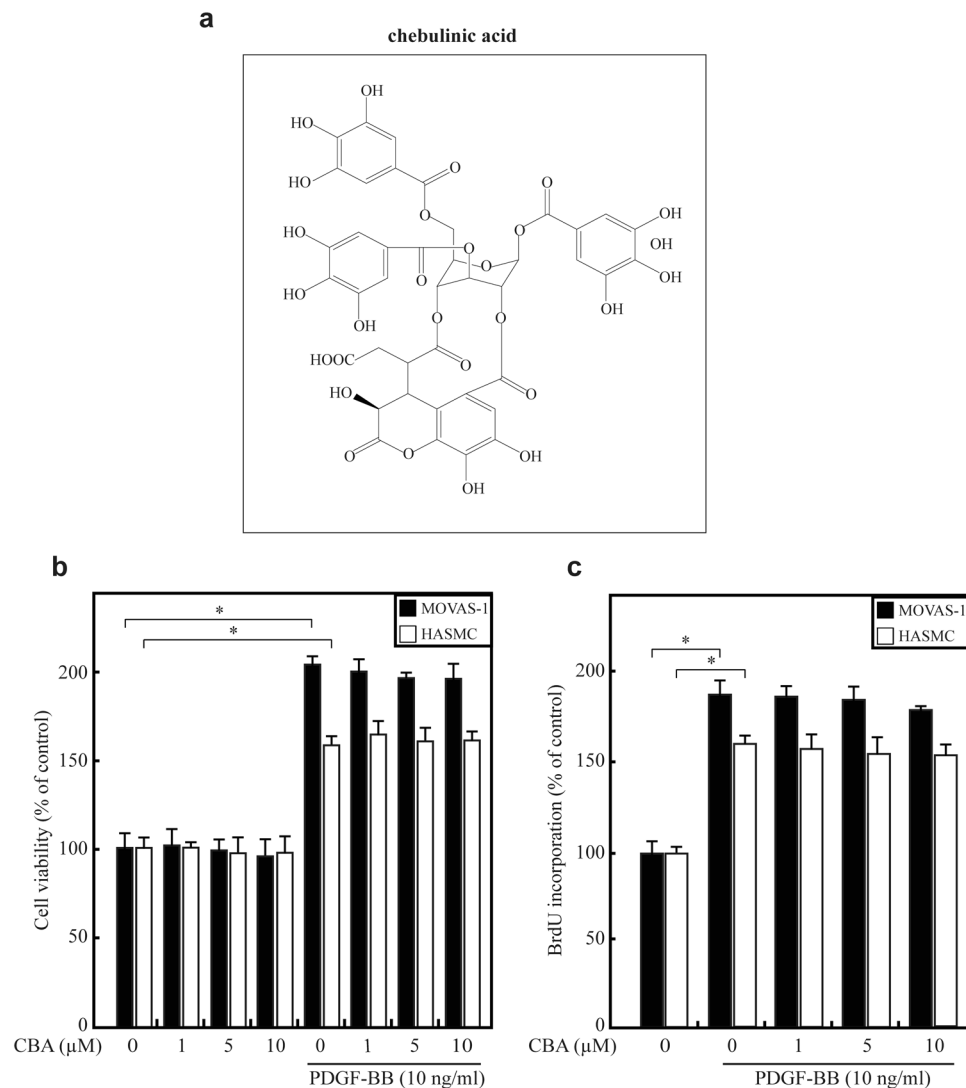 a
chebulinic acid
OH
HO
HO
HO
O
O
O
O
OH
OH
OH
OH
HO
HO
OH
O
O
O
O
O
O
HOOC
O
O
HO
O
O
OH
OH
b
*
*
MOVAS-1
HASMC
Cell viability (% of control)
200
150
100
50
0
CBA (µM) 0 1 5 10 0 1 5 10
PDGF-BB (10 ng/ml)
c
*
*
MOVAS-1
HASMC
BrdU incorporation (% of control)
200
150
100
50
0
CBA (µM) 0 0 1 5 10
PDGF-BB (10 ng/ml)